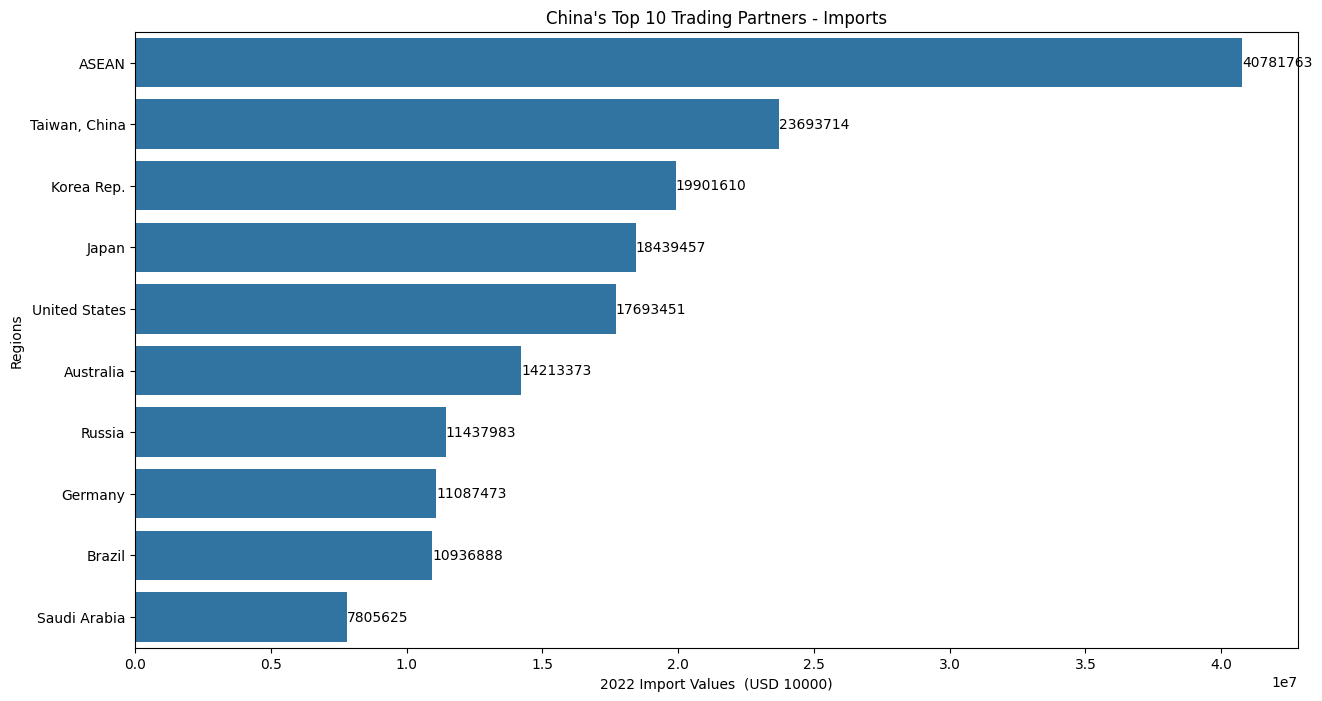 China's Top 10 Trading Partners - Imports
Regions
ASEAN 40781763
Taiwan, China 23693714
Korea Rep. 19901610
Japan 18439457
United States 17693451
Australia 14213373
Russia 11437983
Germany 11087473
Brazil 10936888
Saudi Arabia 7805625
0.0 0.5 1.0 1.5 2.0 2.5 3.0 3.5 4.0
1e7
2022 Import Values  (USD 10000)